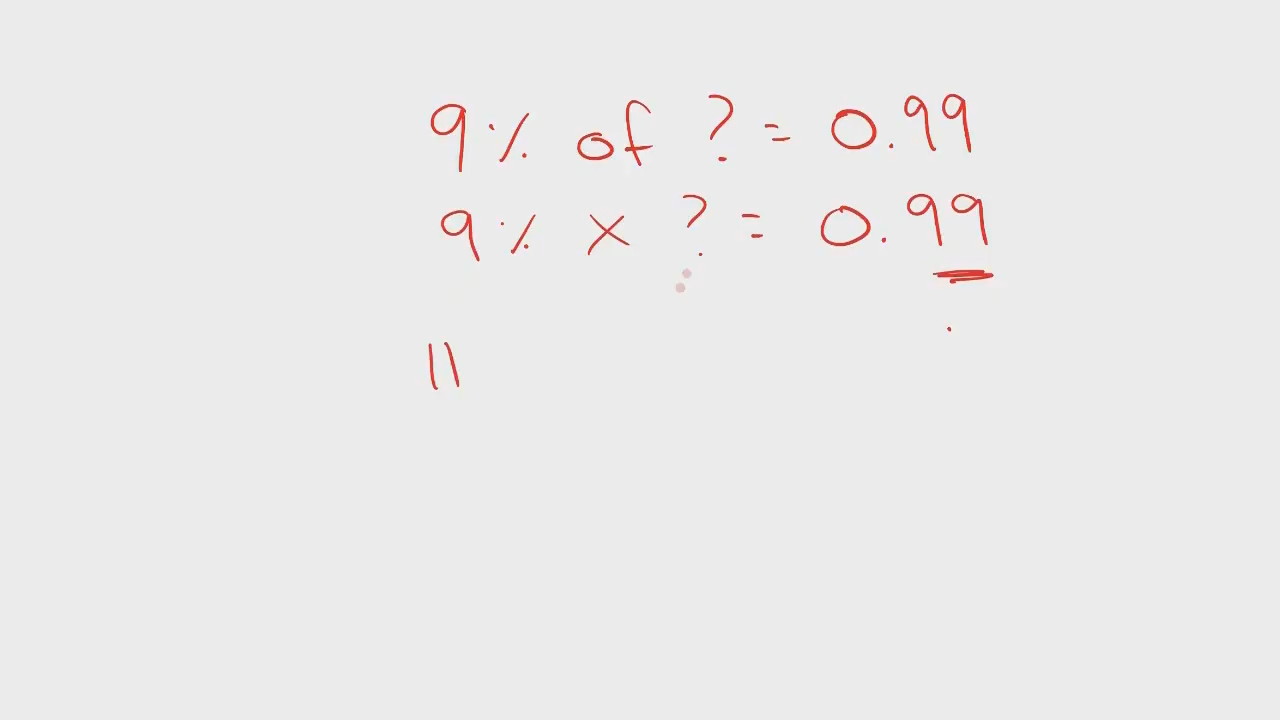 9% of ? = 0.99
9% x ? = 0.99
11